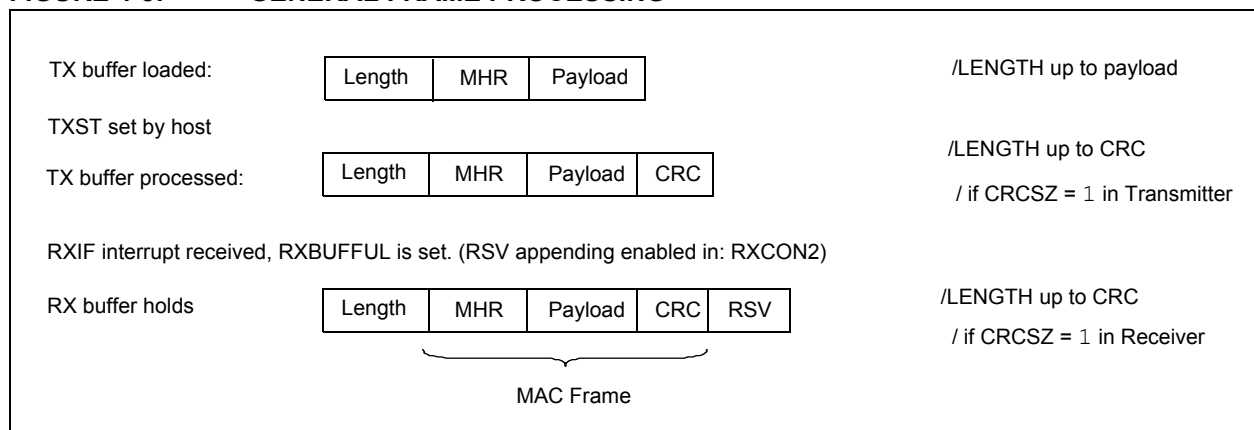 TX buffer loaded: Length MHR Payload /LENGTH up to payload
TXST set by host
TX buffer processed: Length MHR Payload CRC /LENGTH up to CRC
/ if CRCSZ = 1 in Transmitter
RXIF interrupt received, RXBUFFUL is set. (RSV appending enabled in: RXCON2)
RX buffer holds Length MHR Payload CRC RSV /LENGTH up to CRC
/ if CRCSZ = 1 in Receiver
MAC Frame